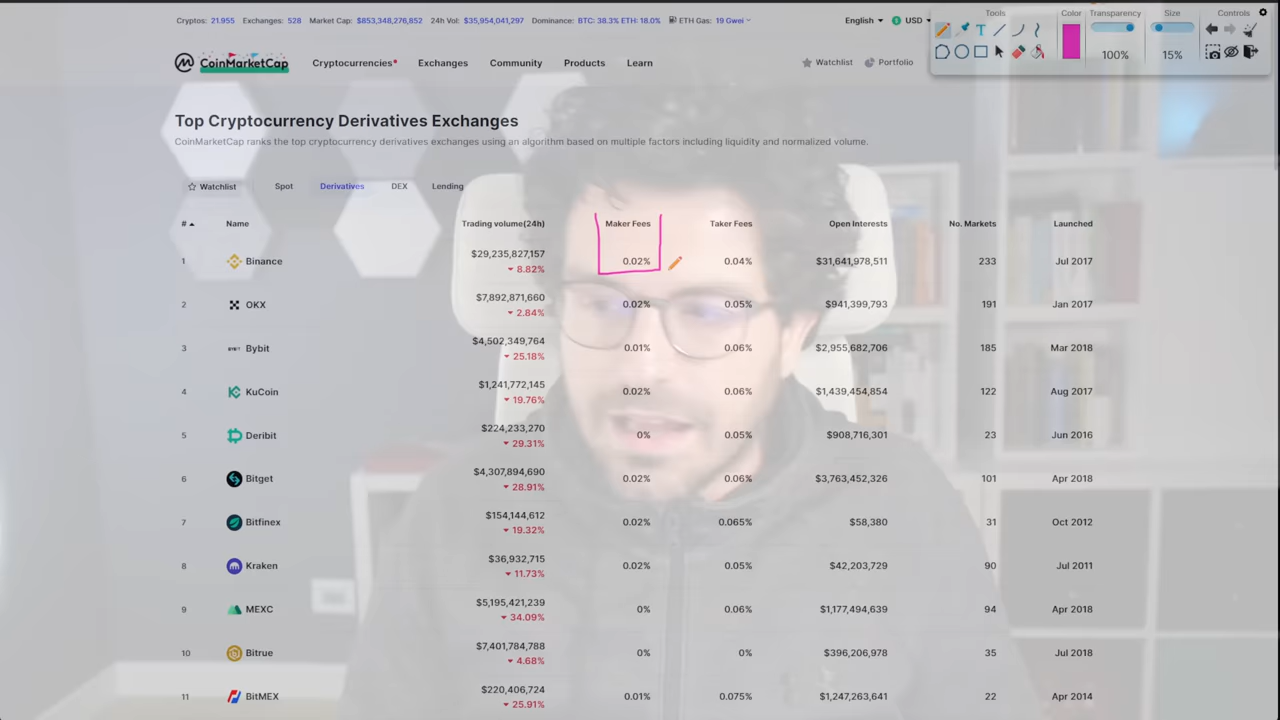 Cryptos: 21.955 Exchanges: 528 Market Cap: $853,348,276,852 24h Vol: $35,954,041,297 Dominance: BTC: 38.3% ETH: 18.0% ETH Gas: 19 Gwei English USD
Tools Color Transparency Size Controls
100% 15%
CoinMarketCap Cryptocurrencies Exchanges Community Products Learn Watchlist Portfolio
Top Cryptocurrency Derivatives Exchanges
CoinMarketCap ranks the top cryptocurrency derivatives exchanges using an algorithm based on multiple factors including liquidity and normalized volume.
Watchlist Spot Derivatives DEX Lending
# Name Trading volume(24h) Maker Fees Taker Fees Open Interests No. Markets Launched
1 Binance $29,235,827,157 0.02% 0.04% $31,641,978,511 233 Jul 2017
8.82%
2 OKX $7,892,871,660 0.02% 0.05% $941,399,793 191 Jan 2017
2.84%
3 Bybit $4,502,349,764 0.01% 0.06% $2,955,682,706 185 Mar 2018
25.18%
4 KuCoin $1,241,772,145 0.02% 0.06% $1,439,454,854 122 Aug 2017
19.76%
5 Deribit $224,233,270 0% 0.05% $908,716,301 23 Jun 2016
29.31%
6 Bitget $4,307,894,690 0.02% 0.06% $3,763,452,326 101 Apr 2018
28.91%
7 Bitfinex $154,144,612 0.02% 0.065% $58,380 31 Oct 2012
19.32%
8 Kraken $36,932,715 0.02% 0.05% $42,203,729 90 Jul 2011
11.73%
9 MEXC $5,195,421,239 0% 0.06% $1,177,494,639 94 Apr 2018
34.09%
10 Bitrue $7,401,784,788 0% 0% $396,206,978 35 Jul 2018
4.68%
11 BitMEX $220,406,724 0.01% 0.075% $1,247,263,641 22 Apr 2014
25.91%